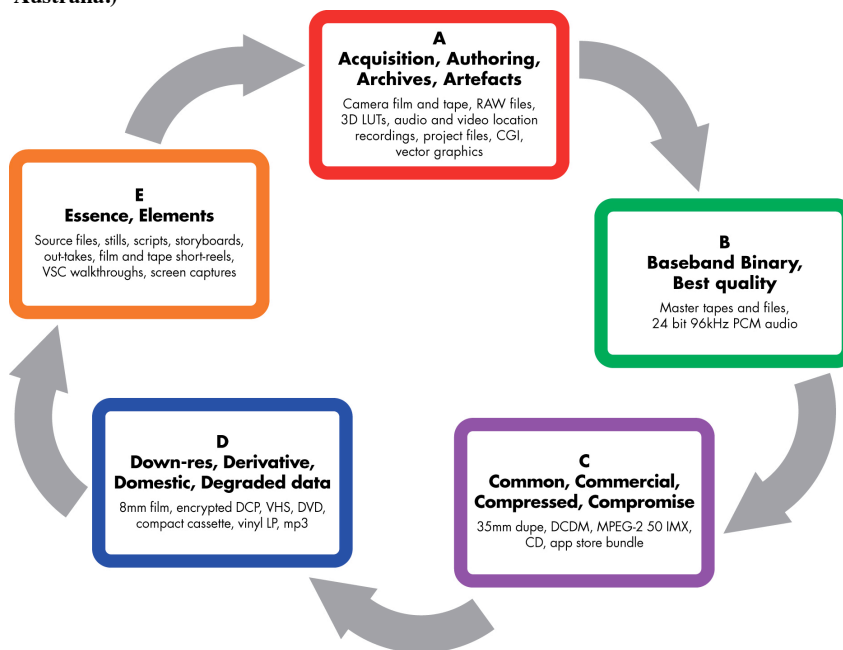 Australia.)
A
Acquisition, Authoring,
Archives, Artefacts
Camera film and tape, RAW files,
3D LUTs, audio and video location
recordings, project files, CGI,
vector graphics
B
Baseband Binary,
Best quality
Master tapes and files,
24 bit 96kHz PCM audio
C
Common, Commercial,
Compressed, Compromise
35mm dupe, DCDM, MPEG-2 50 IMX,
CD, app store bundle
D
Down-res, Derivative,
Domestic, Degraded data
8mm film, encrypted DCP, VHS, DVD,
compact cassette, vinyl LP, mp3
E
Essence, Elements
Source files, stills, scripts, storyboards,
out-takes, film and tape short-reels,
VSC walkthroughs, screen captures